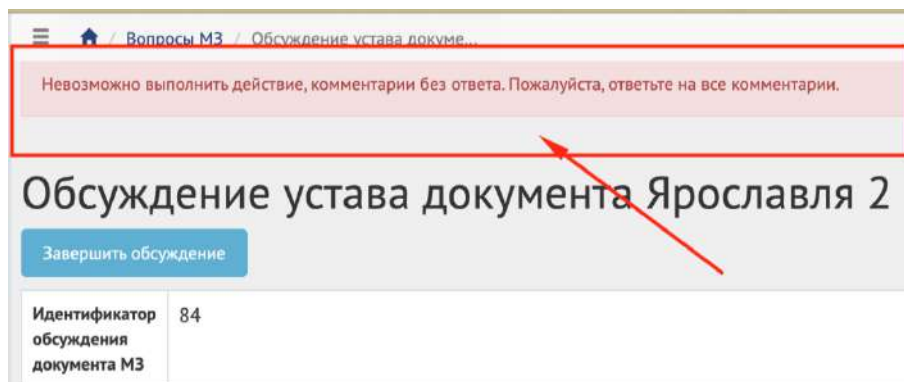 / Вопросы МЗ / Обсуждение устава докуме...
Невозможно выполнить действие, комментарии без ответа. Пожалуйста, ответьте на все комментарии.
Обсуждение устава документа Ярославля 2
Завершить обсуждение
Идентификатор 84
обсуждения
документа МЗ